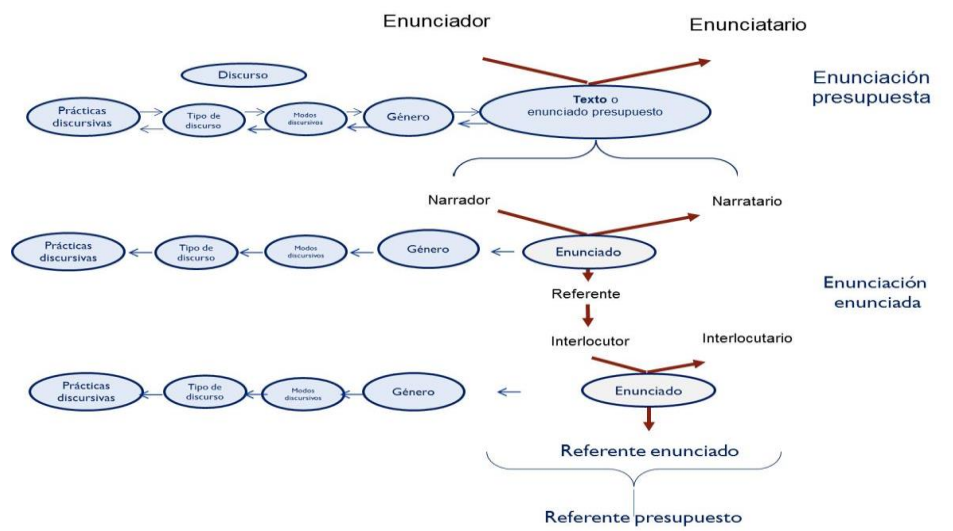 Enunciador
Enunciatario
Discurso
Enunciación
presupuesta
Prácticas
discursivas
Tipo de
discurso
Modos
discursivos
Género
Texto o
enunciado presupuesto
Narrador
Narratario
Prácticas
discursivas
Tipo de
discurso
Modos
discursivos
Género
Enunciado
Enunciación
enunciada
Referente
Interlocutor
Interlocutario
Prácticas
discursivas
Tipo de
discurso
Modos
discursivos
Género
Enunciado
Referente enunciado
Referente presupuesto